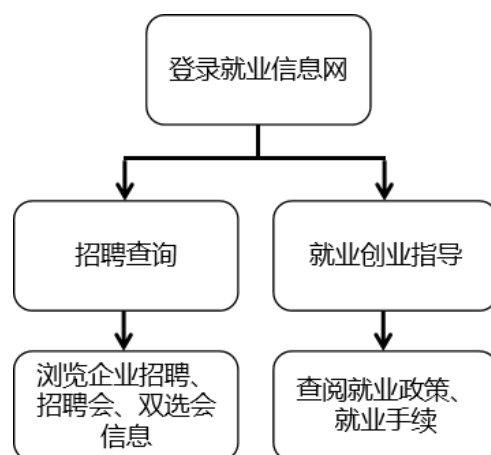 登录就业信息网
招聘查询
就业创业指导
浏览企业招聘、
招聘会、双选会
信息
查阅就业政策、
就业手续